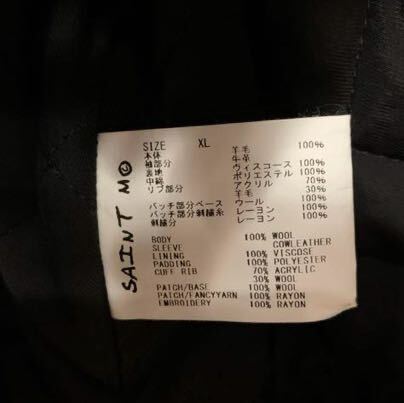 SAINT M
SIZE XL
本体 羊毛 100%
袖部分 牛革
裏地 ヴィスコース 100%
中綿 ポリエステル 100%
リブ部分 アクリル 70%
羊毛 30%
パッチ部分ベース ウール 100%
パッチ部分刺繍糸 レーヨン 100%
刺繍分 レーヨン 100%
BODY 100% WOOL
SLEEVE COWLEATHER
LINING 100% VISCOSE
PADDING 100% POLYESTER
CUFF RIB 70% ACRYLIC
30% WOOL
PATCH/BASE 100% WOOL
PATCH/FANCYYARN 100% RAYON
EMBROIDERY 100% RAYON